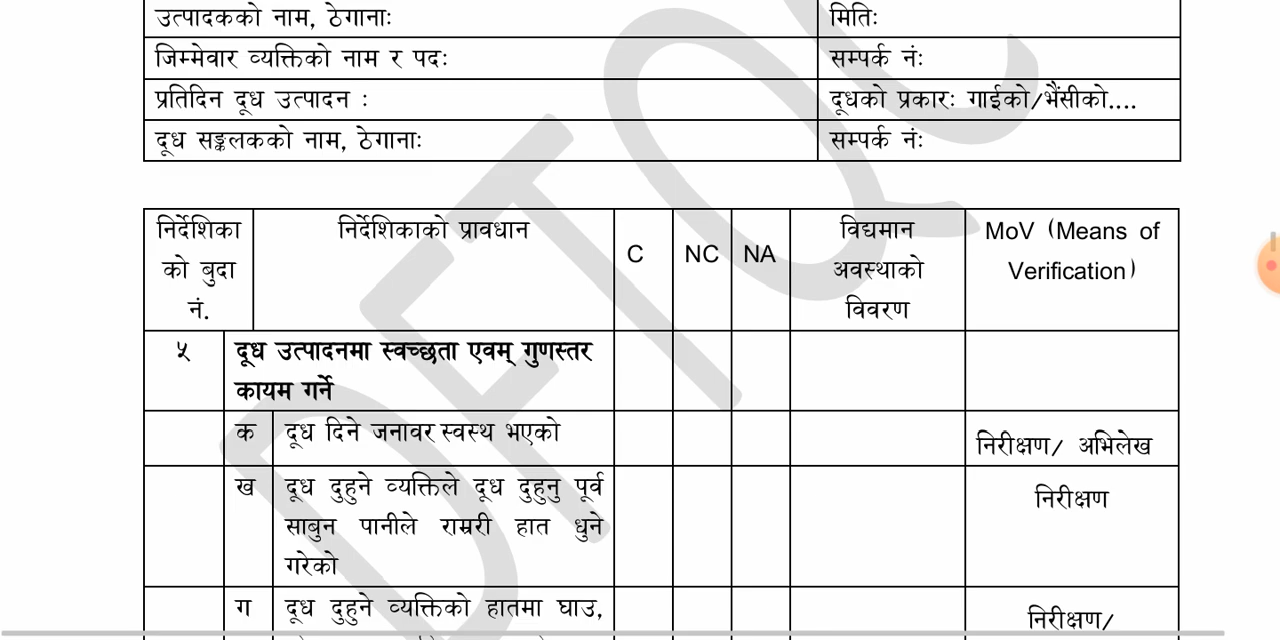 उत्पादकको नाम, ठेगानाः
मितिः
जिम्मेवार व्यक्तिको नाम र पदः
सम्पर्क नंः
प्रतिदिन दूध उत्पादन :
दूधको प्रकारः गाईको/भैंसीको....
दूध सङ्कलकको नाम, ठेगानाः
सम्पर्क नंः
निर्देशिका
को बुदा
नं.
निर्देशिकाको प्रावधान
C
NC
NA
विद्यमान
अवस्थाको
विवरण
MoV (Means of
Verification)
५
दूध उत्पादनमा स्वच्छता एवम् गुणस्तर
कायम गर्ने
क
दूध दिने जनावर स्वस्थ भएको
निरीक्षण/ अभिलेख
ख
दूध दुहुने व्यक्तिले दूध दुहुनु पूर्व
साबुन पानीले राम्ररी हात धुने
गरेको
निरीक्षण
ग
दूध दुहुने व्यक्तिको हातमा घाउ,
निरीक्षण/
DFTQC